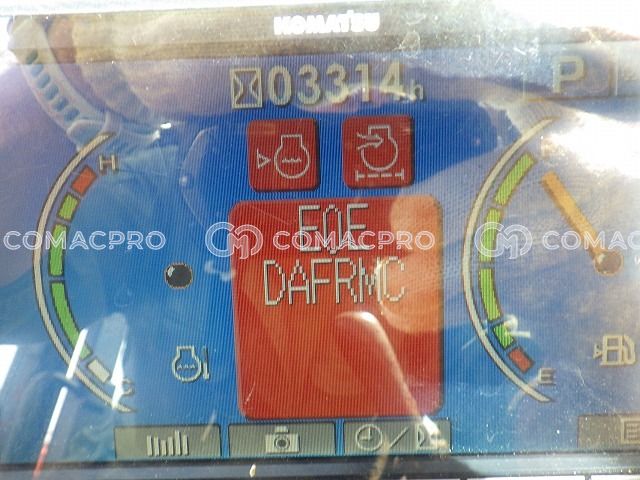 KOMATSU
03314h
P
H
E0E
DAFRMC
COMACPRO COMACPRO COMACPRO
C
E